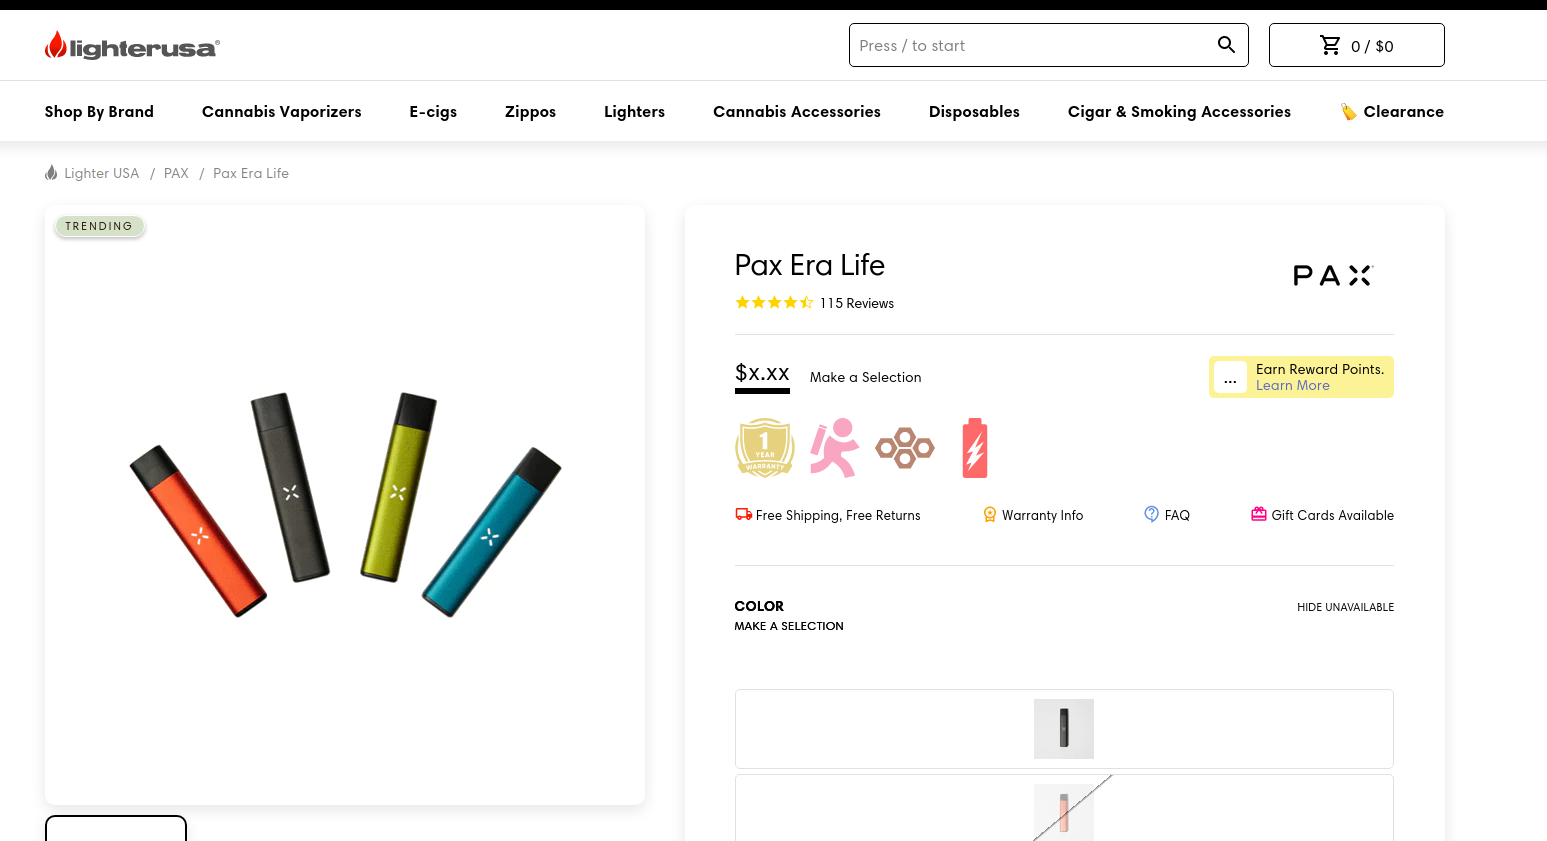 lighterusa®
Press / to start
0 / $0
Shop By Brand
Cannabis Vaporizers
E-cigs
Zippos
Lighters
Cannabis Accessories
Disposables
Cigar & Smoking Accessories
Clearance
Lighter USA / PAX / Pax Era Life
TRENDING
Pax Era Life
PAX
115 Reviews
$x.xx
Make a Selection
...
Earn Reward Points.
Learn More
1
YEAR
WARRANTY
Free Shipping, Free Returns
Warranty Info
FAQ
Gift Cards Available
COLOR
HIDE UNAVAILABLE
MAKE A SELECTION